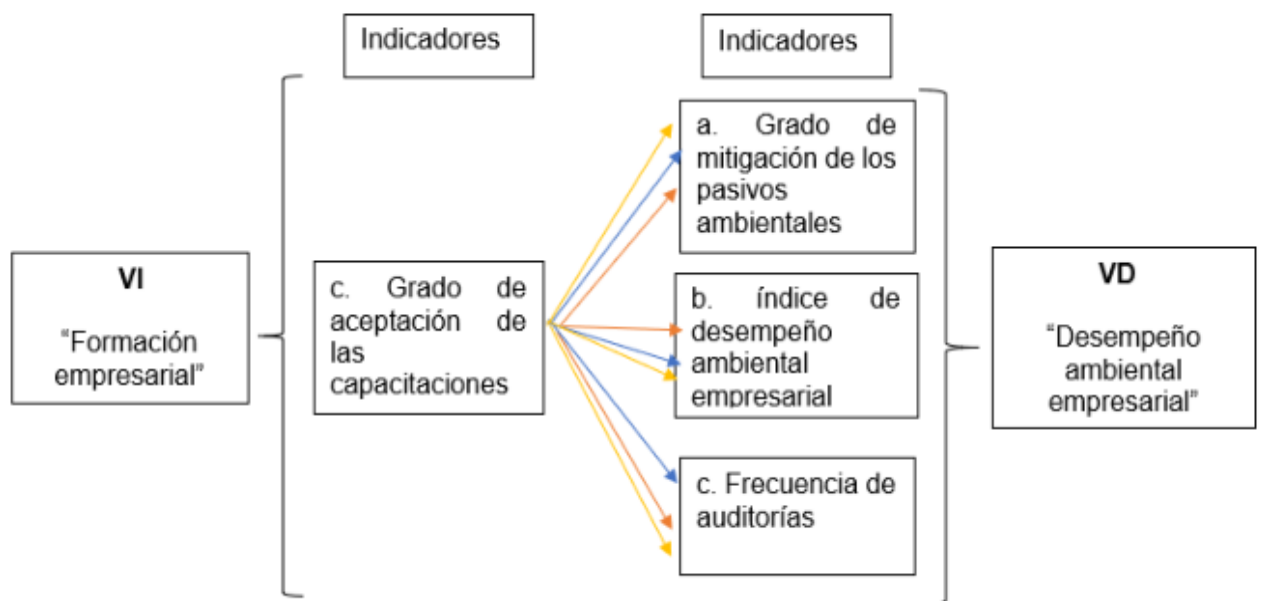 Indicadores
Indicadores
VI
“Formación
empresarial”
c. Grado de
aceptación de
las
capacitaciones
a. Grado de
mitigación de los
pasivos
ambientales
b. índice de
desempeño
ambiental
empresarial
c. Frecuencia de
auditorías
VD
“Desempeño
ambiental
empresarial”